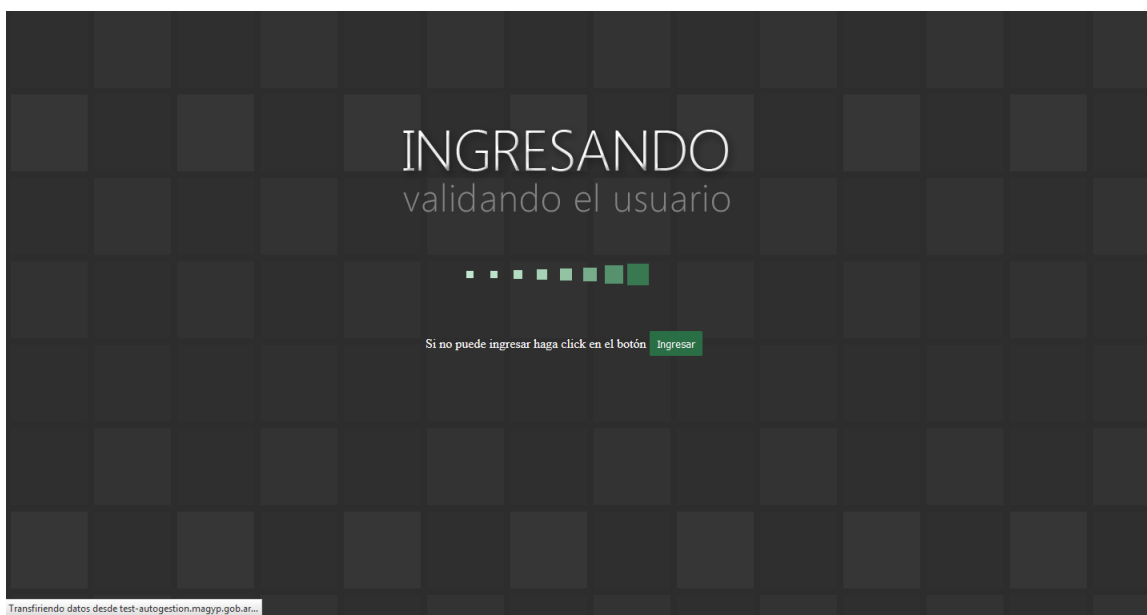 INGRESANDO
validando el usuario
Si no puede ingresar haga click en el botón Ingresar
Transfiriendo datos desde test-autogestion.magyp.gob.ar...